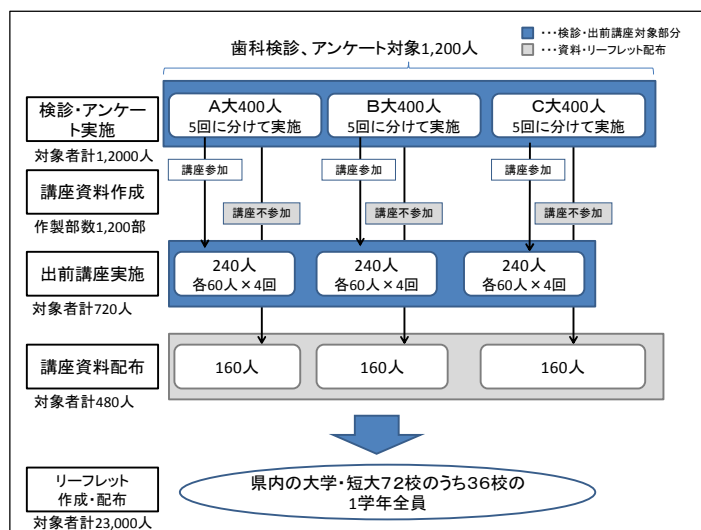 ･･･検診・出前講座対象部分
･･･資料・リーフレット配布
歯科検診、アンケート対象1,200人
検診・アンケー
ト実施
対象者計1,2000人
A大400人
5回に分けて実施
B大400人
5回に分けて実施
C大400人
5回に分けて実施
講座参加
講座参加
講座参加
講座資料作成
作製部数1,200部
講座不参加
講座不参加
講座不参加
出前講座実施
対象者計720人
240人
各60人×4回
240人
各60人×4回
240人
各60人×4回
講座資料配布
対象者計480人
160人
160人
160人
リーフレット
作成・配布
対象者計23,000人
県内の大学・短大72校のうち36校の
1学年全員